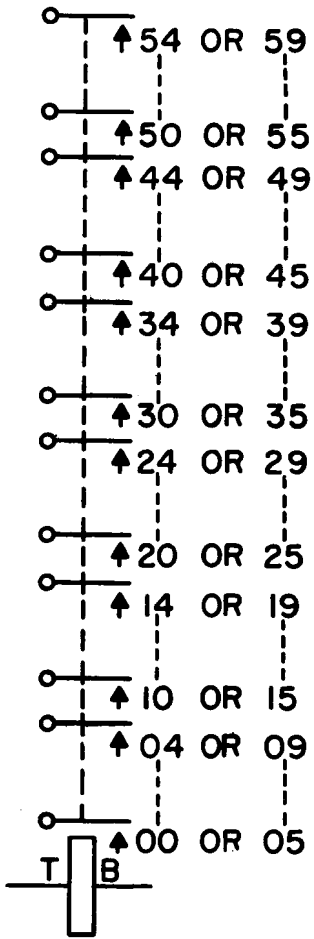 54 OR 59
50 OR 55
44 OR 49
40 OR 45
34 OR 39
30 OR 35
24 OR 29
20 OR 25
14 OR 19
10 OR 15
04 OR 09
00 OR 05
T B